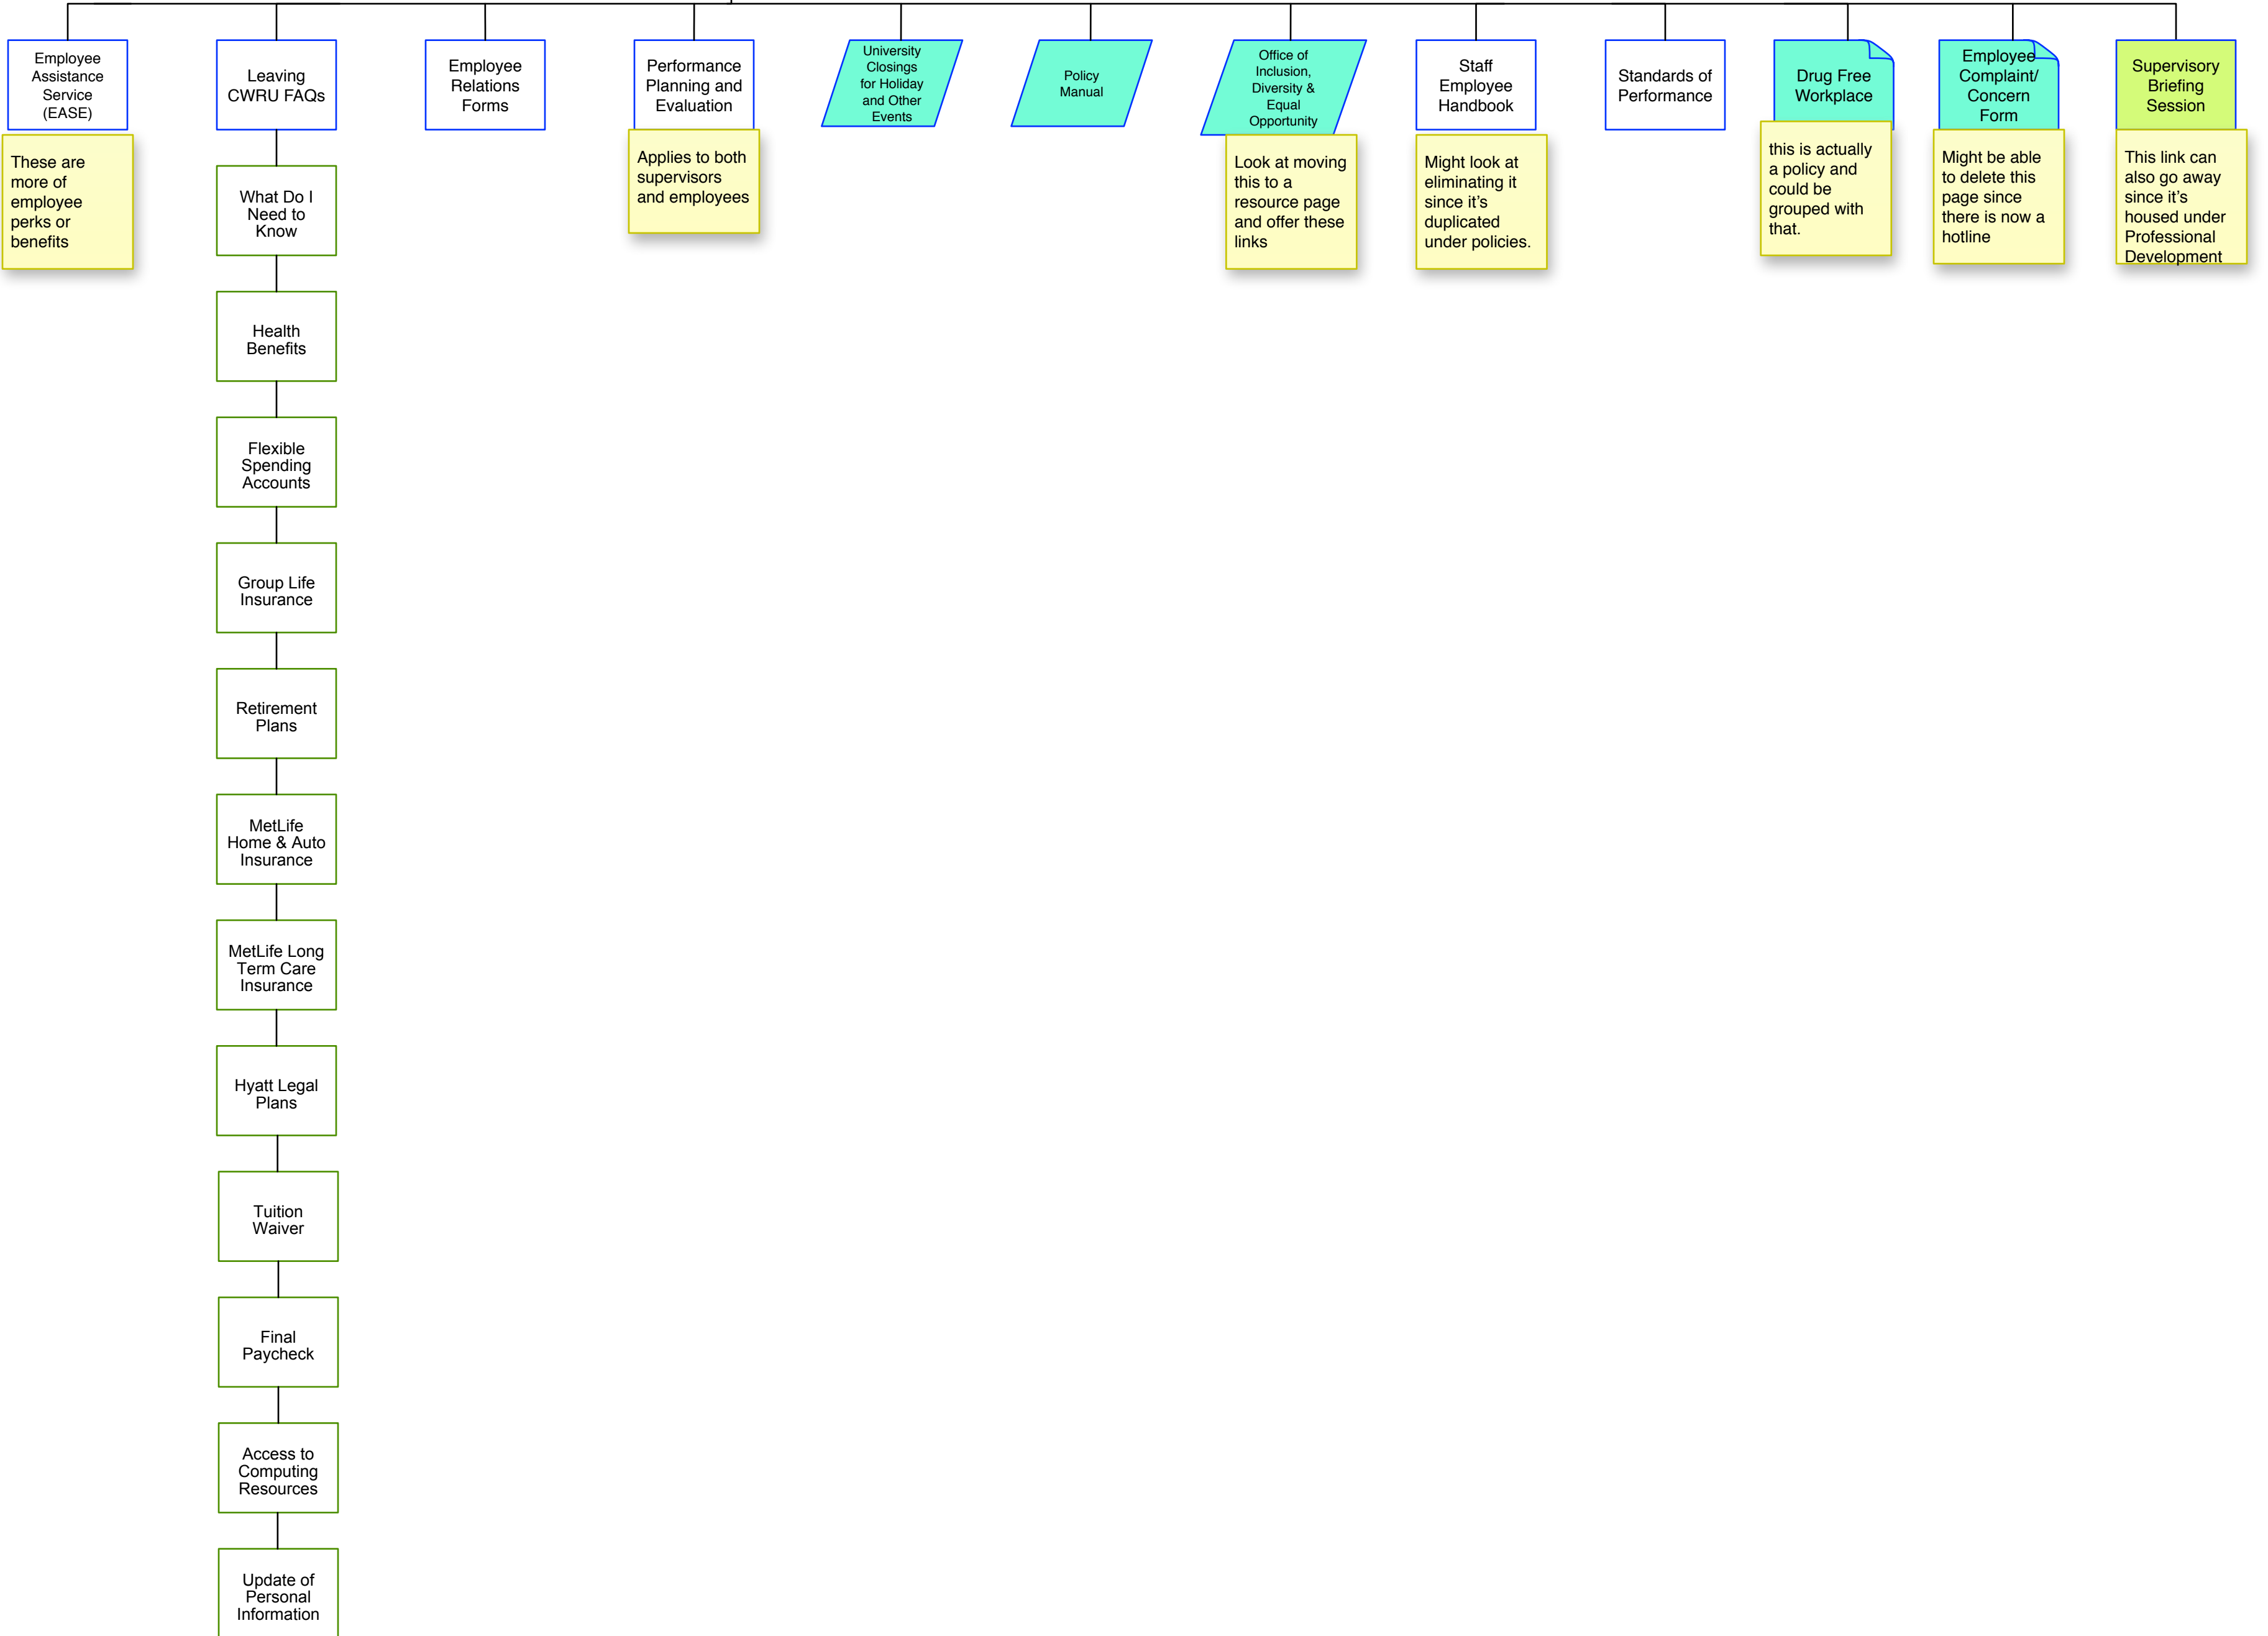 Employee
Assistance
Service
(EASE)
These are
more of
employee
perks or
benefits
Leaving
CWRU FAQs
What Do I
Need to
Know
Health
Benefits
Flexible
Spending
Accounts
Group Life
Insurance
Retirement
Plans
MetLife
Home & Auto
Insurance
MetLife Long
Term Care
Insurance
Hyatt Legal
Plans
Tuition
Waiver
Final
Paycheck
Access to
Computing
Resources
Update of
Personal
Information
Employee
Relations
Forms
Performance
Planning and
Evaluation
Applies to both
supervisors
and employees
University
Closings
for Holiday
and Other
Events
Policy
Manual
Office of
Inclusion,
Diversity &
Equal
Opportunity
Look at moving
this to a
resource page
and offer these
links
Staff
Employee
Handbook
Might look at
eliminating it
since it’s
duplicated
under policies.
Standards of
Performance
Drug Free
Workplace
this is actually
a policy and
could be
grouped with
that.
Employee
Complaint/
Concern
Form
Might be able
to delete this
page since
there is now a
hotline
Supervisory
Briefing
Session
This link can
also go away
since it’s
housed under
Professional
Development